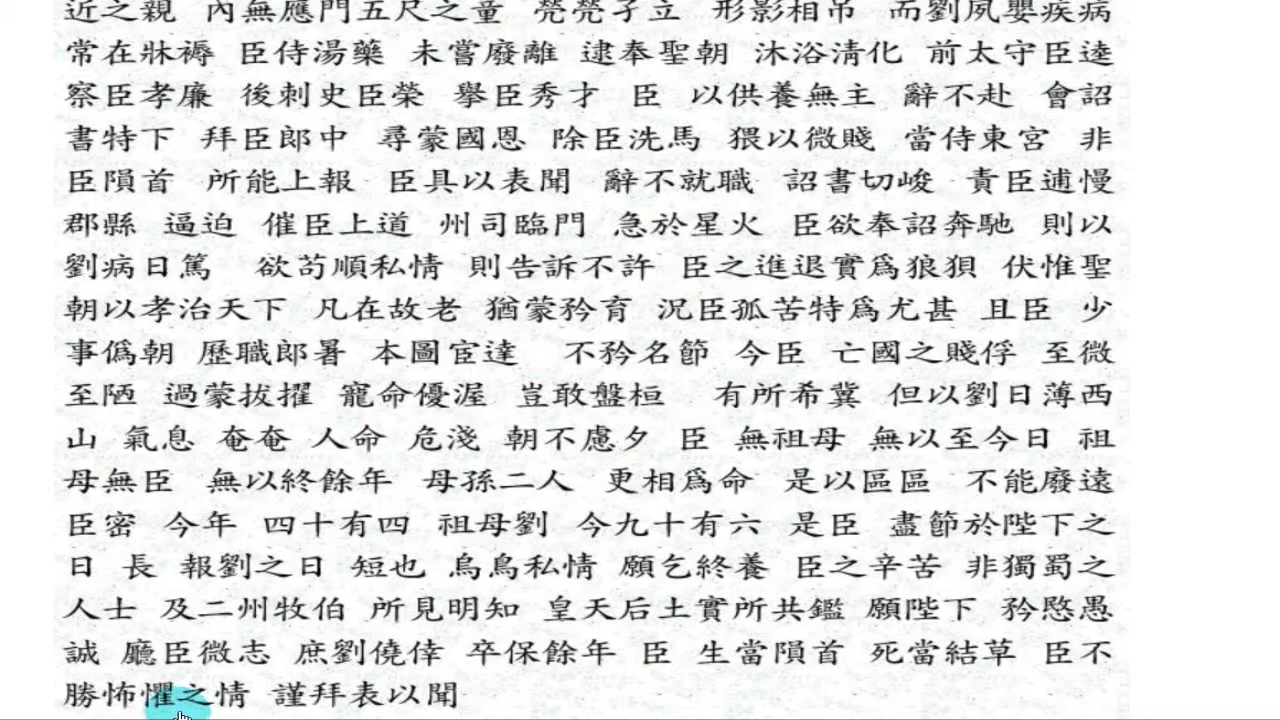 近之親 內無應門五尺之童 煢煢孑立 形影相吊 而劉夙嬰疾病
常在牀褥 臣侍湯藥 未嘗廢離 逮奉聖朝 沐浴淸化 前太守臣逵
察臣孝廉 後刺史臣榮 擧臣秀才 臣 以供養無主 辭不赴 會詔
書特下 拜臣郞中 尋蒙國恩 除臣洗馬 猥以微賤 當侍東宮 非
臣隕首 所能上報 臣具以表聞 辭不就職 詔書切峻 責臣逋慢
郡縣 逼迫 催臣上道 州司臨門 急於星火 臣欲奉詔奔馳 則以
劉病日篤 欲苟順私情 則告訴不許 臣之進退實爲狼狽 伏惟聖
朝以孝治天下 凡在故老 猶蒙矜育 況臣孤苦特爲尤甚 且臣 少
事僞朝 歷職郞署 本圖宦達 不矜名節 今臣 亡國之賤俘 至微
至陋 過蒙拔擢 寵命優渥 豈敢盤桓 有所希冀 但以劉日薄西
山 氣息 奄奄 人命 危淺 朝不慮夕 臣 無祖母 無以至今日 祖
母無臣 無以終餘年 母孫二人 更相爲命 是以區區 不能廢遠
臣密 今年 四十有四 祖母劉 今九十有六 是臣 盡節於陛下之
日 長 報劉之日 短也 烏鳥私情 願乞終養 臣之辛苦 非獨蜀之
人士 及二州牧伯 所見明知 皇天后土實所共鑑 願陛下 矜愍愚
誠 廳臣微志 庶劉僥倖 卒保餘年 臣 生當隕首 死當結草 臣不
勝怖懼之情 謹拜表以聞